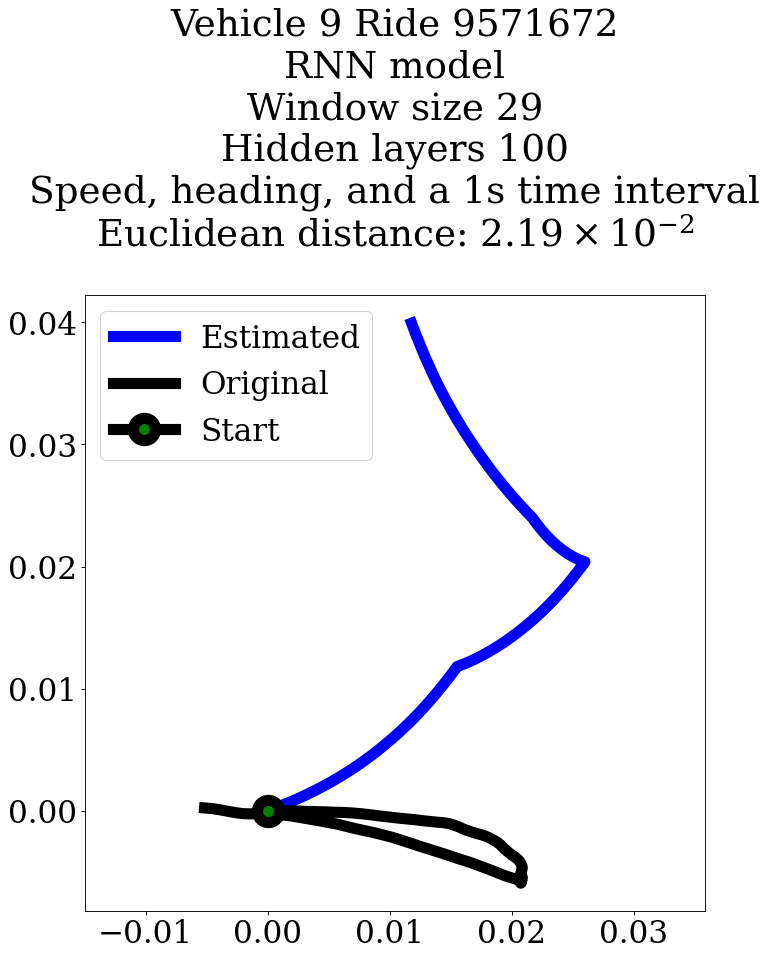 Vehicle 9 Ride 9571672
RNN model
Window size 29
Hidden layers 100
Speed, heading, and a 1s time interval
Euclidean distance: 2.19 × 10⁻²
Estimated
Original
Start
0.04
0.03
0.02
0.01
0.00
−0.01 0.00 0.01 0.02 0.03